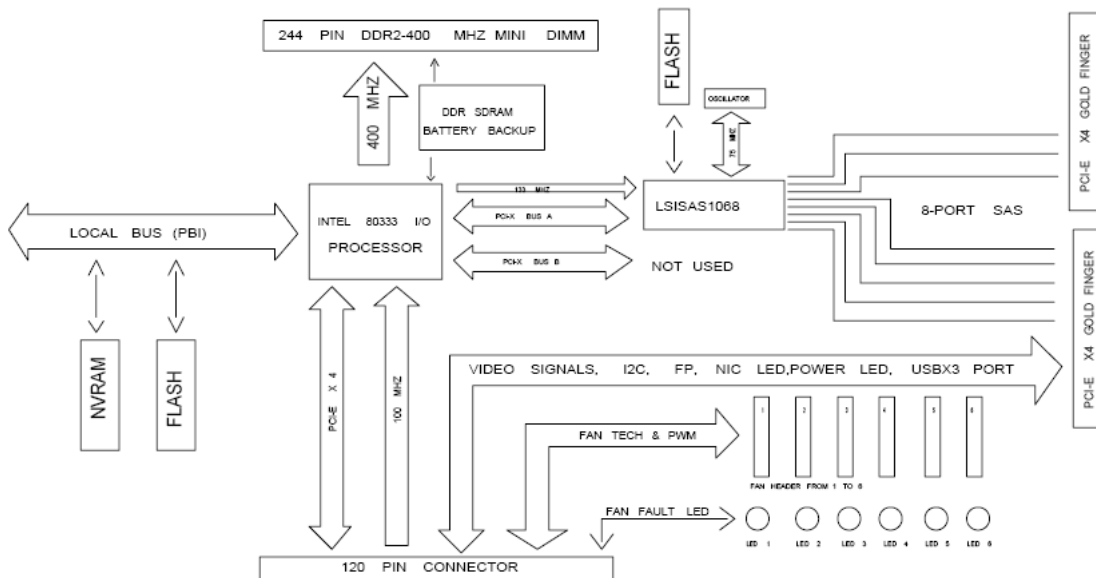 244 PIN DDR2-400 MHZ MINI DIMM
400 MHZ
DDR SDRAM
BATTERY BACKUP
FLASH
OSCILLATOR
75 MHZ
PCI-E X4 GOLD FINGER
133 MHZ
LSISAS1068
8-PORT SAS
INTEL 80333 I/O
PROCESSOR
PCI-X BUS A
LOCAL BUS (PBI)
PCI-X BUS B
NOT USED
PCI-E X4 GOLD FINGER
NVRAM
FLASH
PCI-E X 4
100 MHZ
VIDEO SIGNALS, I2C, FP, NIC LED,POWER LED, USBX3 PORT
1 2 3 4 5 6
FAN TECH & PWM
FAN HEADER FROM 1 TO 6
FAN FAULT LED
LED 1 LED 2 LED 3 LED 4 LED 5 LED 6
120 PIN CONNECTOR